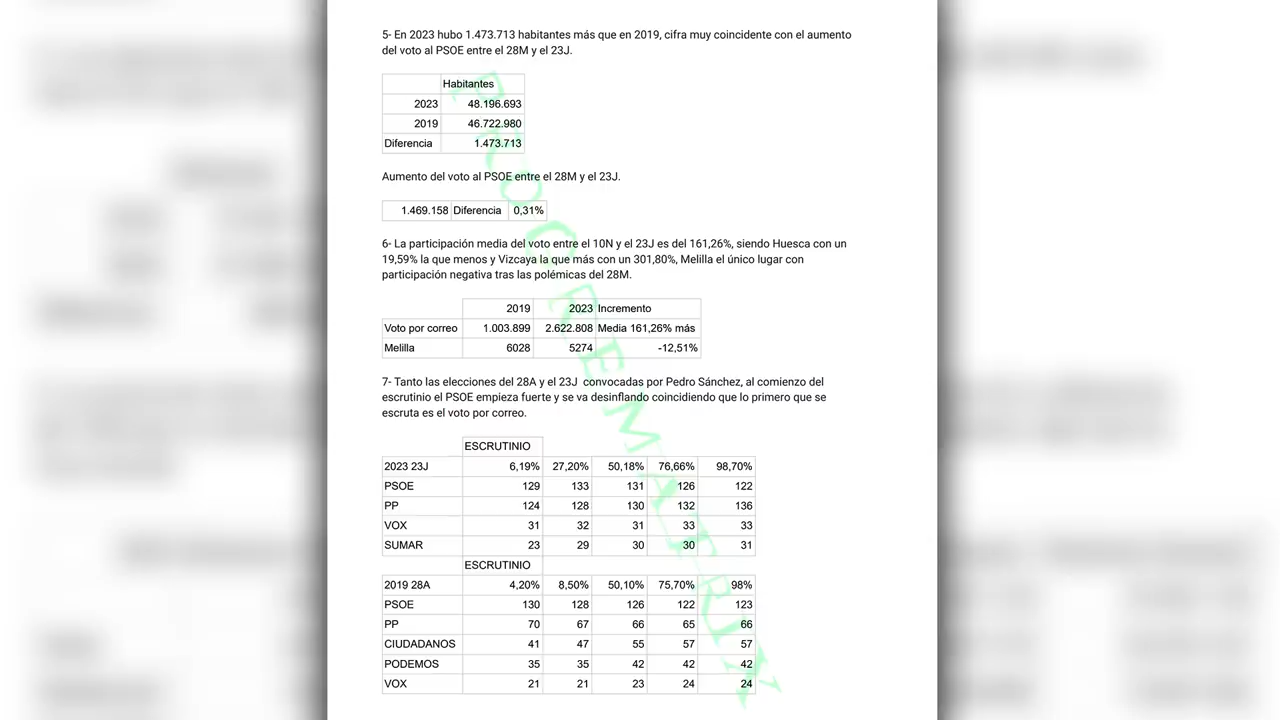 5- En 2023 hubo 1.473.713 habitantes más que en 2019, cifra muy coincidente con el aumento
del voto al PSOE entre el 28M y el 23J.
Habitantes
2023 48.196.693
2019 46.722.980
Diferencia 1.473.713
Aumento del voto al PSOE entre el 28M y el 23J.
1.469.158 Diferencia 0,31%
6- La participación media del voto entre el 10N y el 23J es del 161,26%, siendo Huesca con un
19,59% la que menos y Vizcaya la que más con un 301,80%, Melilla el único lugar con
participación negativa tras las polémicas del 28M.
2019 2023 Incremento
Voto por correo 1.003.899 2.622.808 Media 161,26% más
Melilla 6028 5274 -12,51%
7- Tanto las elecciones del 28A y el 23J convocadas por Pedro Sánchez, al comienzo del
escrutinio el PSOE empieza fuerte y se va desinflando coincidiendo que lo primero que se
escruta es el voto por correo.
ESCRUTINIO
2023 23J 6,19% 27,20% 50,18% 76,66% 98,70%
PSOE 129 133 131 126 122
PP 124 128 130 132 136
VOX 31 32 31 33 33
SUMAR 23 29 30 30 31
ESCRUTINIO
2019 28A 4,20% 8,50% 50,10% 75,70% 98%
PSOE 130 128 126 122 123
PP 70 67 66 65 66
CIUDADANOS 41 47 55 57 57
PODEMOS 35 35 42 42 42
VOX 21 21 23 24 24